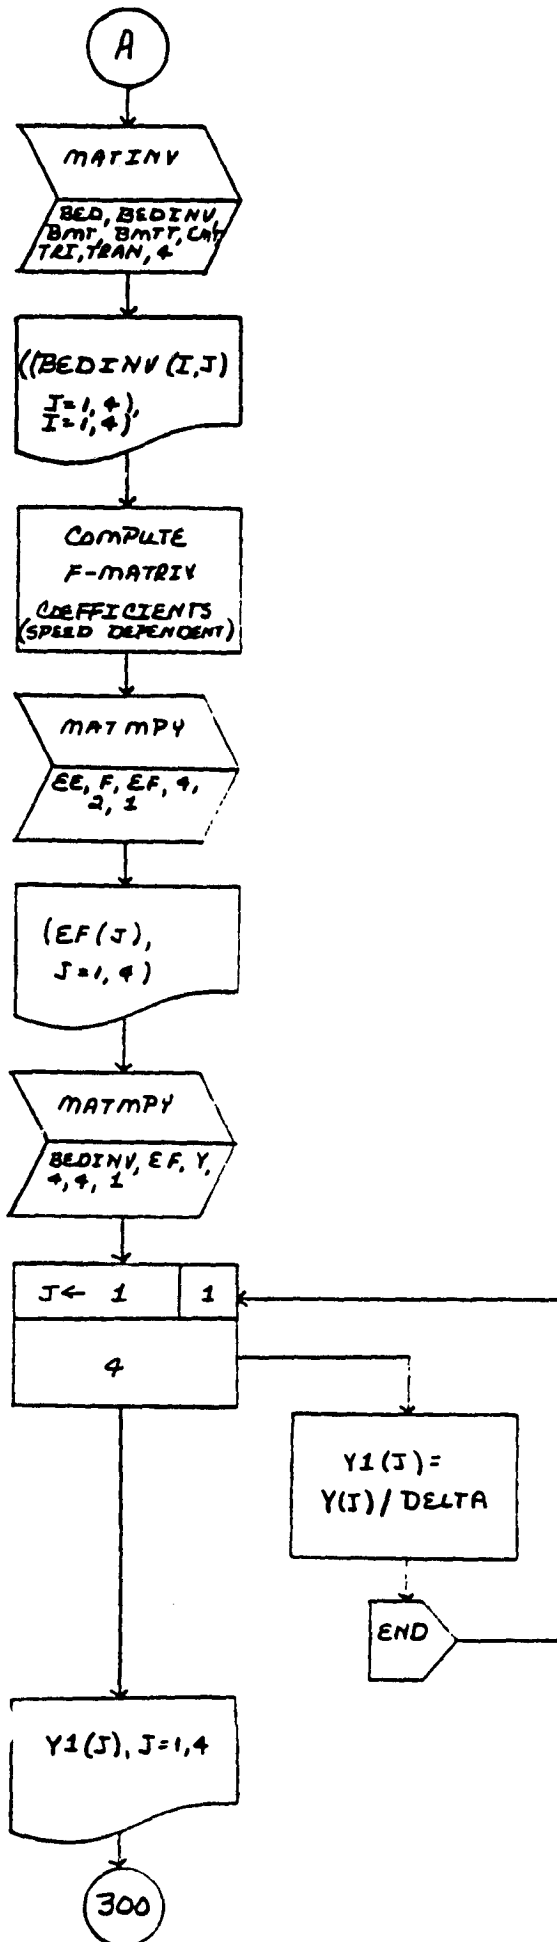 A
MATINV
BED, BEDINV,
BMT, BMTT, CMT,
TRI, TRAN, 4
((BEDINV(I,J)
J=1,4),
I=1,4)
COMPUTE
F-MATRIX
COEFFICIENTS
(SPEED DEPENDENT)
MATMPY
EE, F, EF, 4,
2, 1
(EF(J),
J=1,4)
MATMPY
BEDINV, EF, Y,
4, 4, 1
J← 1 1
4
Y1(J)=
Y(J)/DELTA
END
Y1(J), J=1,4
300